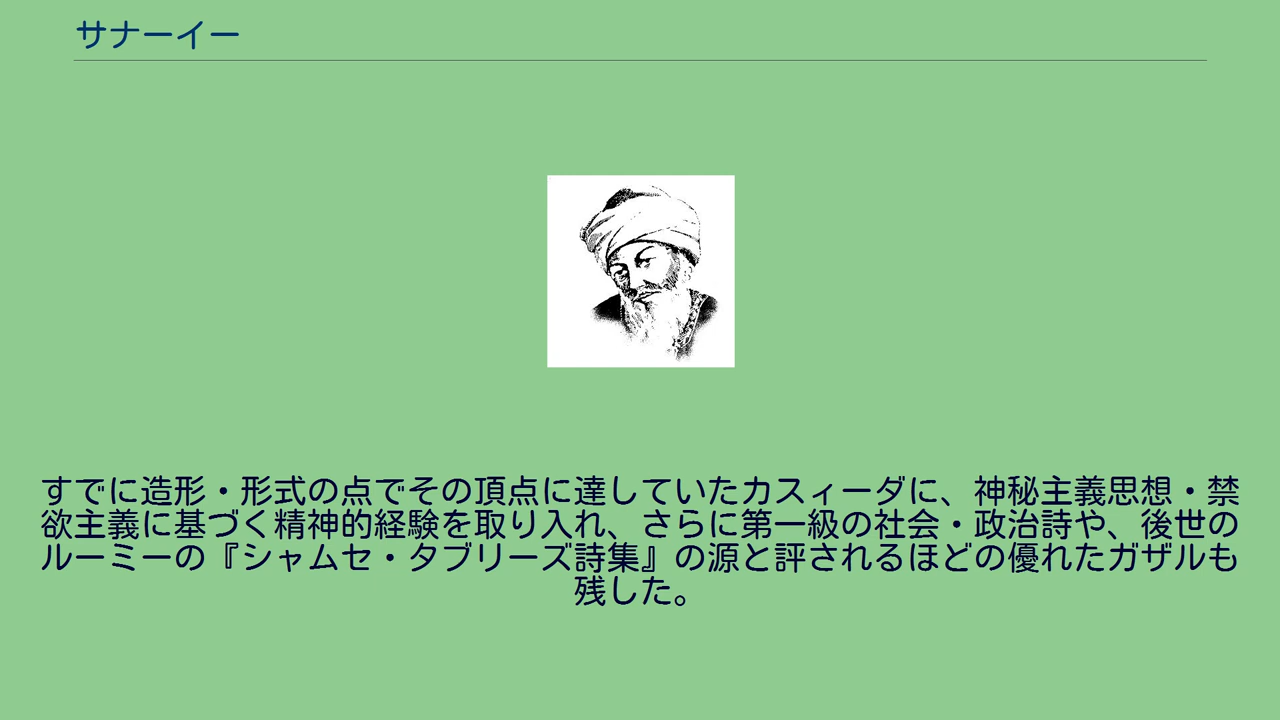 サナーイー
すでに造形・形式の点でその頂点に達していたカスィーダに、神秘主義思想・禁
欲主義に基づく精神的経験を取り入れ、さらに第一級の社会・政治詩や、後世の
ルーミーの『シャムセ・タブリーズ詩集』の源と評されるほどの優れたガザルも
残した。